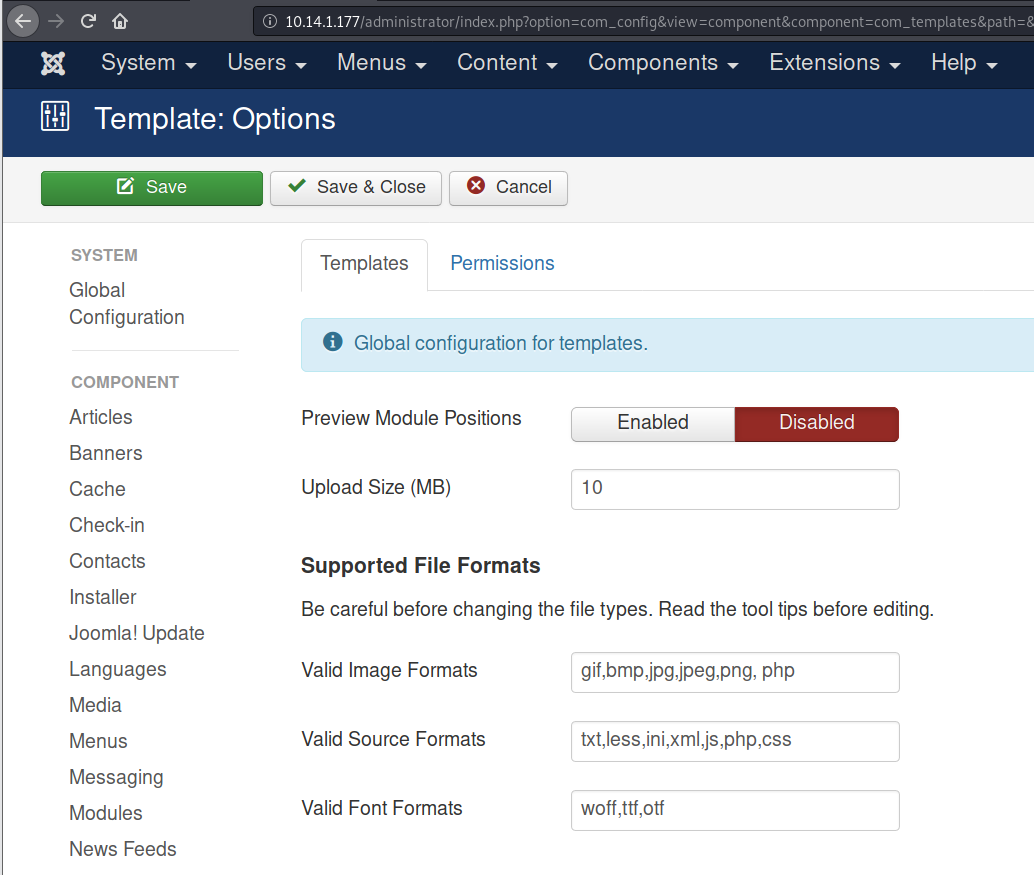 10.14.1.177/administrator/index.php?option=com_config&view=component&component=com_templates&path=&
System Users Menus Content Components Extensions Help
Template: Options
Save Save & Close Cancel
SYSTEM
Global
Configuration
COMPONENT
Articles
Banners
Cache
Check-in
Contacts
Installer
Joomla! Update
Languages
Media
Menus
Messaging
Modules
News Feeds
Templates Permissions
Global configuration for templates.
Preview Module Positions Enabled Disabled
Upload Size (MB) 10
Supported File Formats
Be careful before changing the file types. Read the tool tips before editing.
Valid Image Formats gif,bmp,jpg,jpeg,png, php
Valid Source Formats txt,less,ini,xml,js,php,css
Valid Font Formats woff,ttf,otf